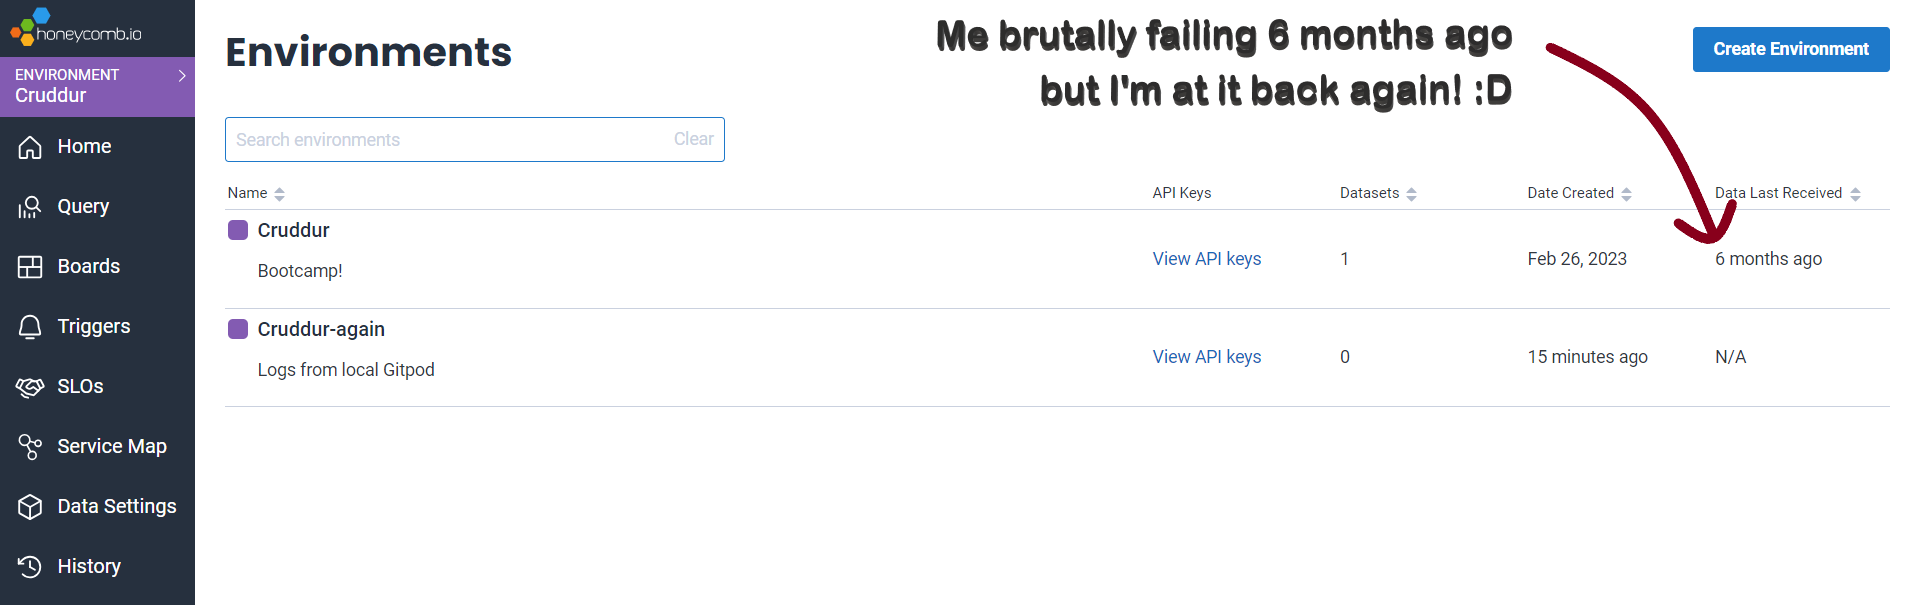 honeycomb.io
ENVIRONMENT
Cruddur
Home
Query
Boards
Triggers
SLOs
Service Map
Data Settings
History
Environments
Me brutally failing 6 months ago
but I'm at it back again! :D
Create Environment
Search environments Clear
Name API Keys Datasets Date Created Data Last Received
Cruddur
Bootcamp!
View API keys 1 Feb 26, 2023 6 months ago
Cruddur-again
Logs from local Gitpod
View API keys 0 15 minutes ago N/A